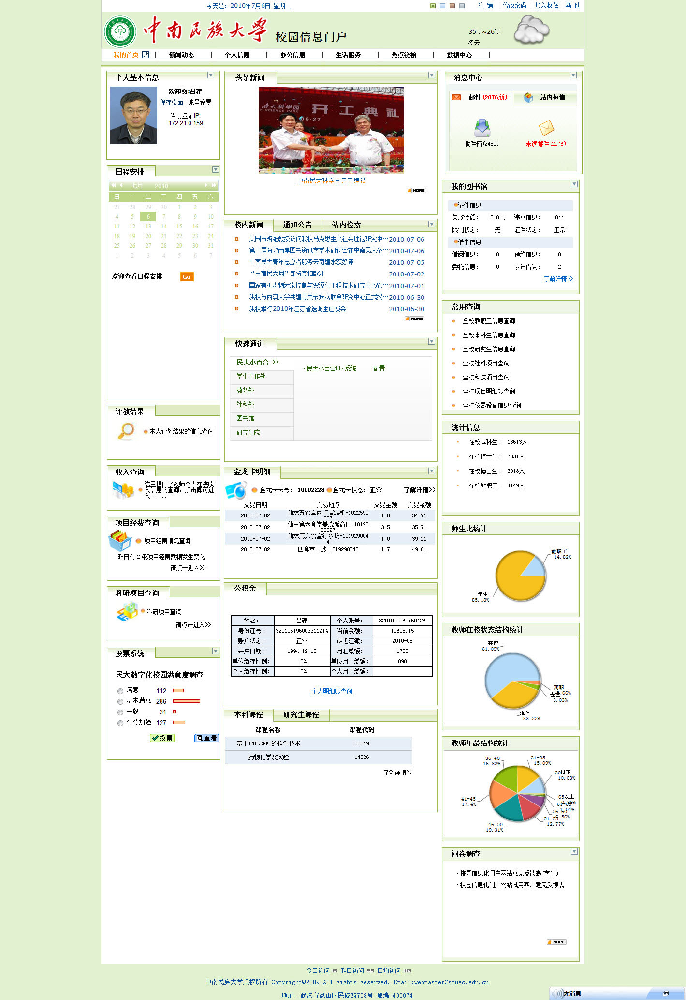 今天是：2010年7月6日 星期二
注 销 修改密码 加入收藏 帮 助
中南民族大学 校园信息门户
35℃~26℃
多云
我的首页 新闻动态 个人信息 办公信息 生活服务 热点链接 数据中心
个人基本信息
欢迎您:吕建
保存桌面 账号设置
当前登录IP:
172.21.0.159
日程安排
七月 2010
日 一 二 三 四 五 六
27 28 29 30 1 2 3
4 5 6 7 8 9 10
11 12 13 14 15 16 17
18 19 20 21 22 23 24
25 26 27 28 29 30 31
1 2 3 4 5 6 7
欢迎查看日程安排 Go
评教结果
本人评教结果的信息查询
收入查询
这里提供了教师个人在校收
入信息的查询，点击即可进
入......
项目经费查询
项目经费情况查询
昨日有 2 条项目经费数据发生变化
请点击进入>>
科研项目查询
科研项目查询
请点击进入>>
投票系统
民大数字化校园满意度调查
满意 112
基本满意 286
一般 31
有待加强 127
投票 查看
头条新闻
开工典礼
中南民大科学园开工建设
MORE
校内新闻 通知公告 站内检索
美国布洛维教授访问我校马克思主义社会理论研究中… 2010-07-06
第十届海峡两岸图书资讯学学术研讨会在中南民大举… 2010-07-06
中南民大青年志愿者服务云南建水获好评 2010-07-05
“中南民大周”即将亮相欧洲 2010-07-02
国家有机毒物污染控制与资源化工程技术研究中心管… 2010-07-01
我校与西澳大学共建骨关节疾病联合研究中心正式揭… 2010-06-30
我校举行2010年江苏省选调生座谈会 2010-06-30
MORE
快速通道
民大小百合 >>
学生工作处
教务处
社科处
图书馆
研究生院
·民大小百合bbs系统 配置
金龙卡明细
金龙卡卡号： 10002228 金龙卡状态： 正常 了解详情>>
交易日期 交易地点 交易金额 交易余额
2010-07-02 仙林五食堂西点屋2#机-1022590037 1.0 34.71
2010-07-02 仙林第六食堂盖浇饭窗口-1019290027 3.5 35.71
2010-07-02 仙林第六食堂绿水坊-1019290044 1.0 39.21
2010-07-02 四食堂中炒-1019290045 1.7 49.61
公积金
姓名： 吕建 个人账号： 3201000060760426
身份证号： 320106196003311214 当前余额： 10698.15
账户状态： 正常 最近汇缴： 2010-05
开户日期： 1994-12-10 月汇缴额： 1780
单位缴存比例： 10% 单位月汇缴额： 890
个人缴存比例： 10% 个人月汇缴额：
个人明细账查询
本科课程 研究生课程
课程名称 课程代码
基于INTERNET的软件技术 22049
药物化学及实验 14026
了解详情>>
消息中心
邮件(2076新) 站内短信
收件箱(2480) 未读邮件(2076)
我的图书馆
证件信息
欠款金额： 0.0元 违章信息： 0条
限制状态： 无 证件状态： 正常
借书信息
借阅信息： 0 预约信息： 0
委托信息： 0 累计借阅： 2
了解详情>>
常用查询
全校教职工信息查询
全校本科生信息查询
全校研究生信息查询
全校社科项目查询
全校科技项目查询
全校项目明细帐查询
全校仪器设备信息查询
统计信息
在校本科生： 13613人
在校硕士生： 7031人
在校博士生： 3918人
在校教职工： 4149人
师生比统计
教职工
14.82%
学生
85.18%
教师在校状态结构统计
在校
61.09%
离职
去世
3.03%
退休
33.22%
教师年龄结构统计
36-40
16.82%
31-35
15.09%
30以下
10.03%
65以上
61-65
1.04%
56-60
6.56%
51-55
12.77%
46-50
19.31%
41-45
17.4%
问卷调查
·校园信息化门户网站意见反馈表(学生)
·校园信息化门户网站试用客户意见反馈表
MORE
今日访问 15 昨日访问 56 日均访问 113
中南民族大学版权所有 Copyright©2009 All Rights Reserved. Email:webmaster@scuec.edu.cn
地址：武汉市洪山区民院路708号 邮编 430074
无消息